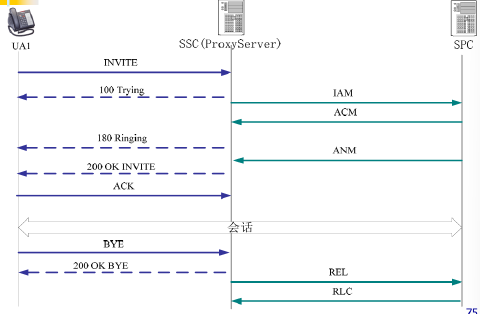 UA1
SSC(ProxyServer)
SPC
INVITE
100 Trying
IAM
ACM
180 Ringing
ANM
200 OK INVITE
ACK
会话
BYE
200 OK BYE
REL
RLC
75